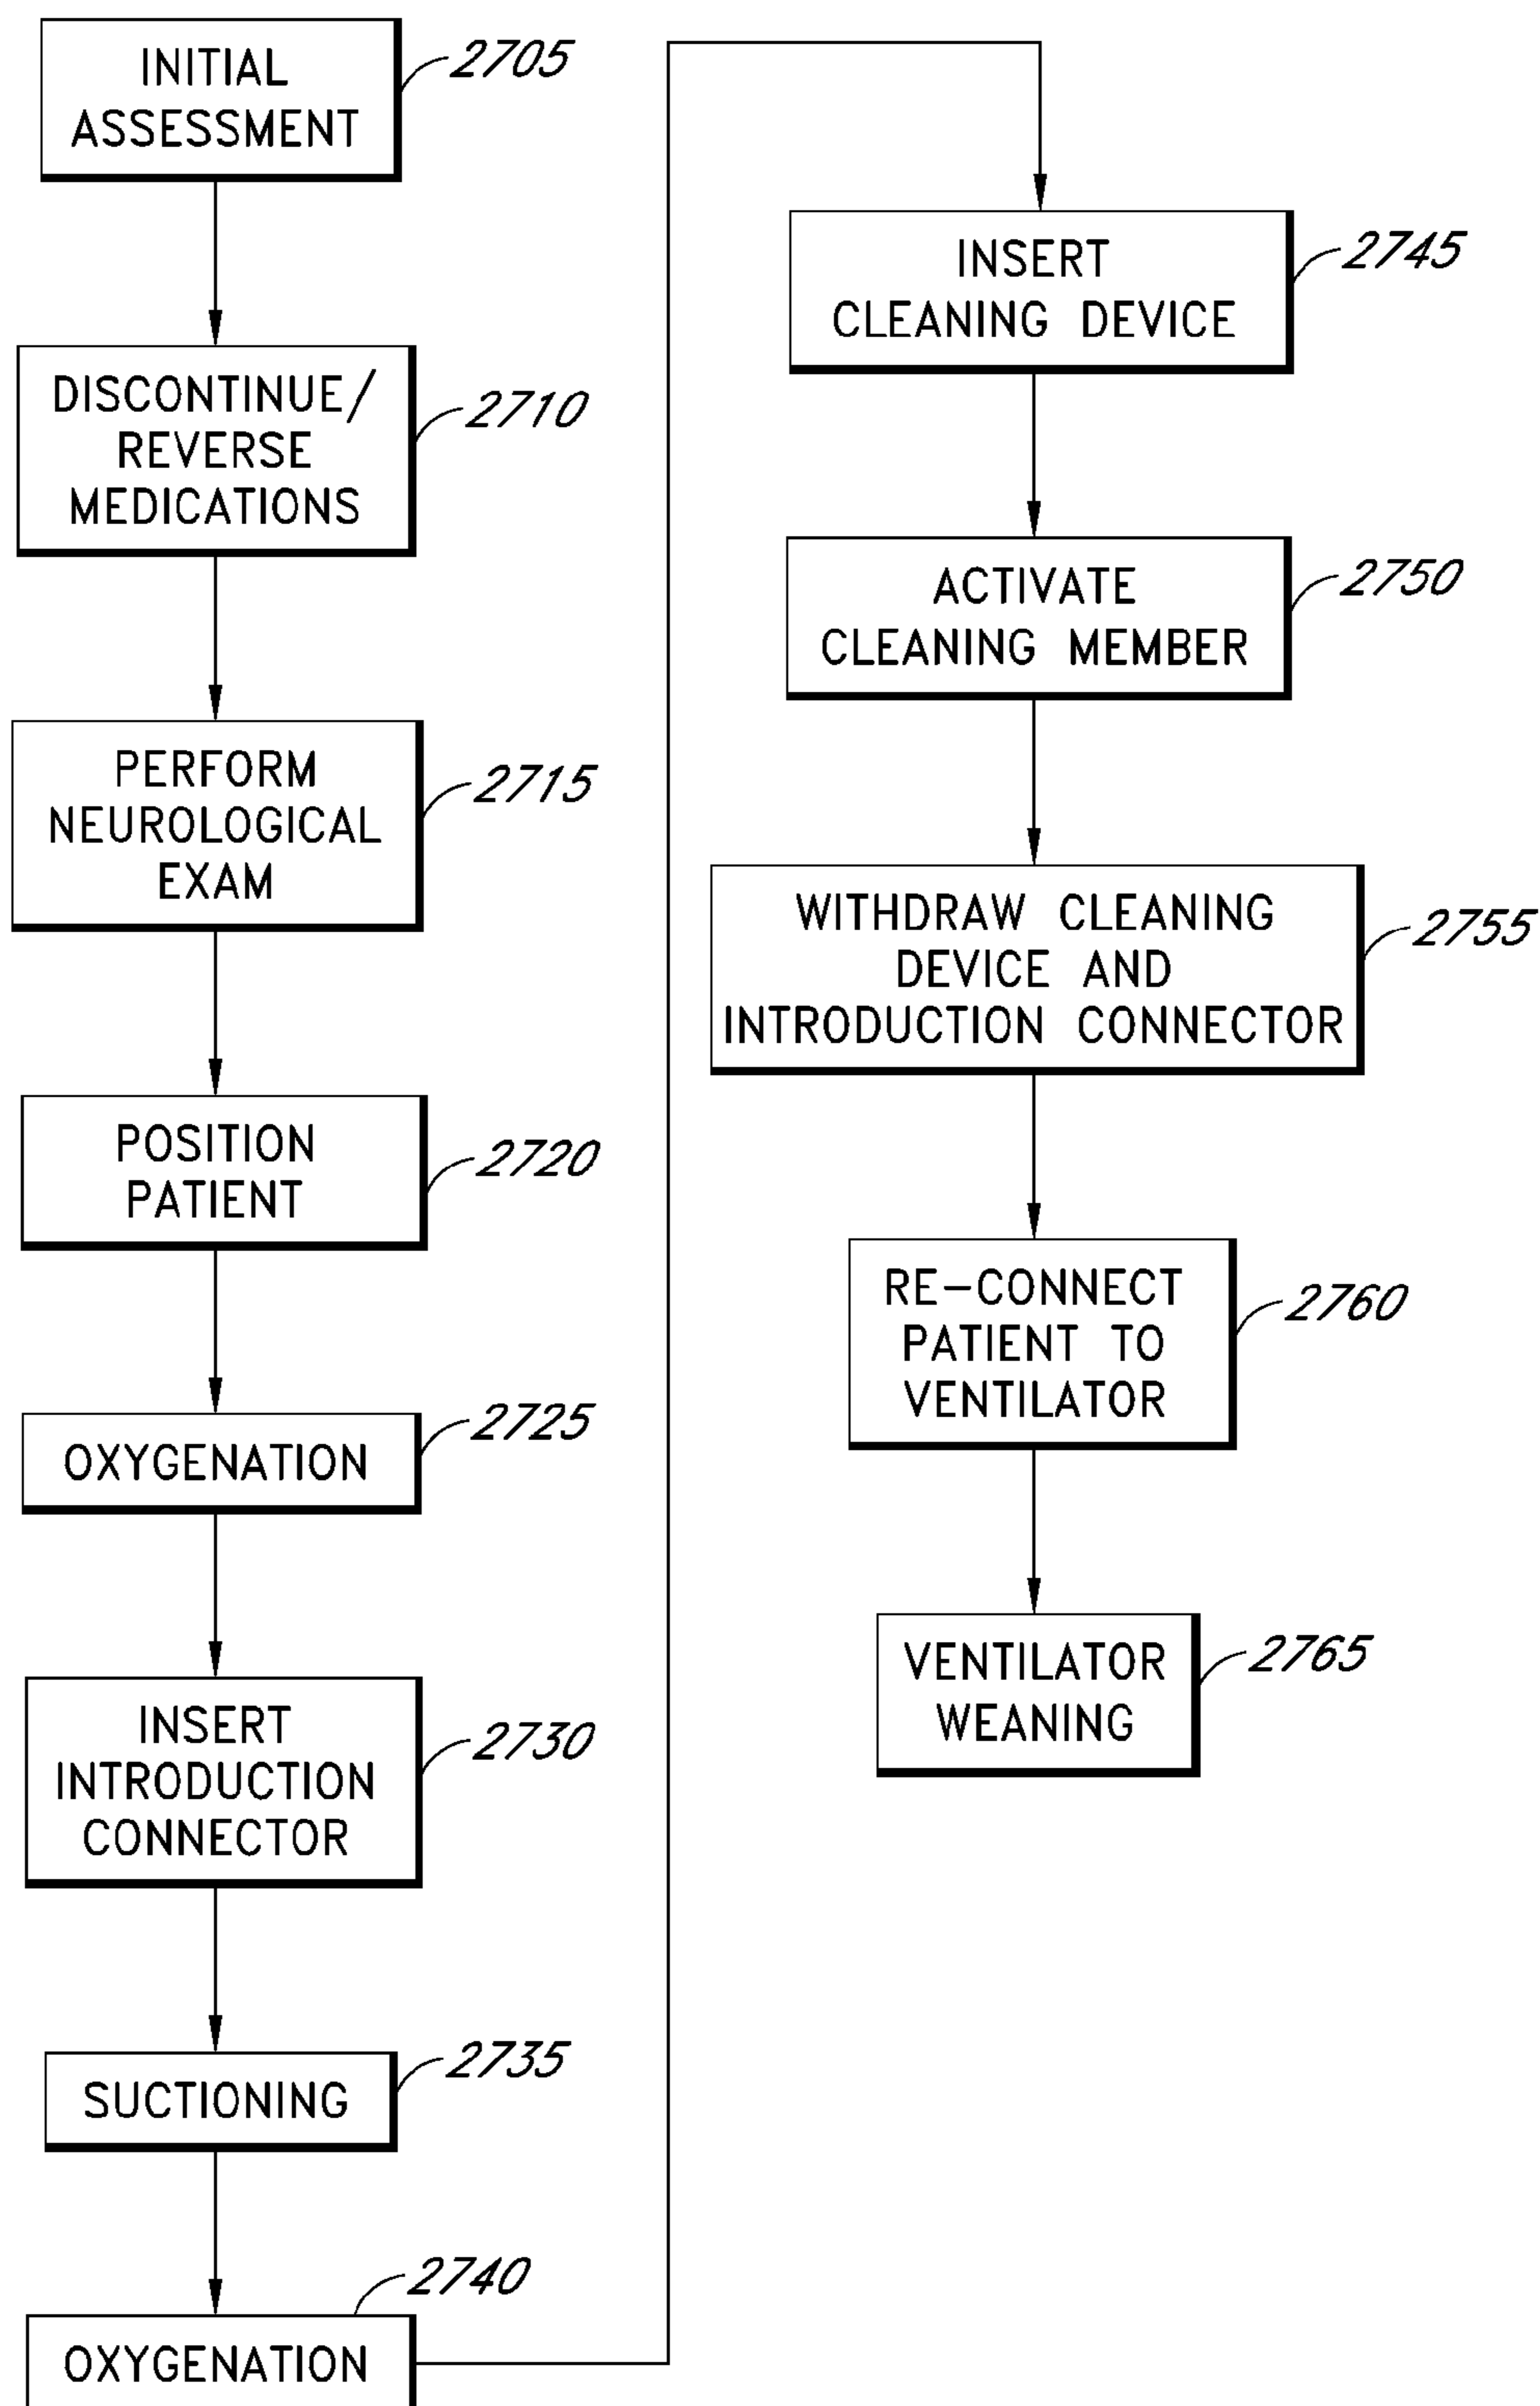 INITIAL
ASSESSMENT
2705
DISCONTINUE/
REVERSE
MEDICATIONS
2710
PERFORM
NEUROLOGICAL
EXAM
2715
POSITION
PATIENT
2720
OXYGENATION
2725
INSERT
INTRODUCTION
CONNECTOR
2730
SUCTIONING
2735
OXYGENATION
2740
INSERT
CLEANING DEVICE
2745
ACTIVATE
CLEANING MEMBER
2750
WITHDRAW CLEANING
DEVICE AND
INTRODUCTION CONNECTOR
2755
RE-CONNECT
PATIENT TO
VENTILATOR
2760
VENTILATOR
WEANING
2765